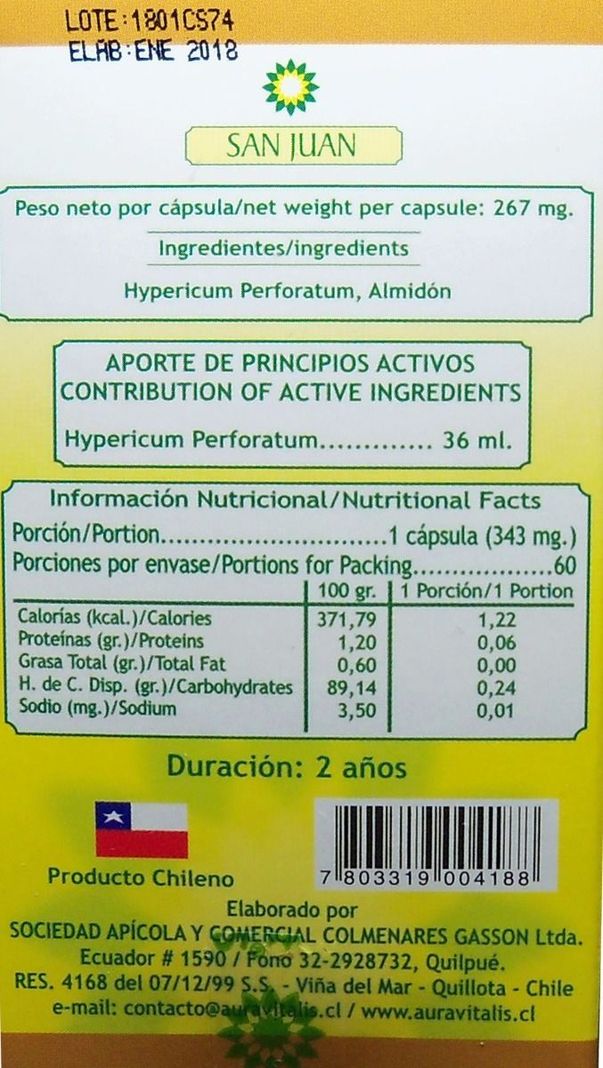 LOTE:1801CS74
ELAB:ENE 2018
SAN JUAN
Peso neto por cápsula/net weight per capsule: 267 mg.
Ingredientes/ingredients
Hypericum Perforatum, Almidón
APORTE DE PRINCIPIOS ACTIVOS
CONTRIBUTION OF ACTIVE INGREDIENTS
Hypericum Perforatum............. 36 ml.
Información Nutricional/Nutritional Facts
Porción/Portion..........................1 cápsula (343 mg.)
Porciones por envase/Portions for Packing.................60
100 gr. 1 Porción/1 Portion
Calorías (kcal.)/Calories 371,79 1,22
Proteínas (gr.)/Proteins 1,20 0,06
Grasa Total (gr.)/Total Fat 0,60 0,00
H. de C. Disp. (gr.)/Carbohydrates 89,14 0,24
Sodio (mg.)/Sodium 3,50 0,01
Duración: 2 años
Producto Chileno
7 803319 004188
Elaborado por
SOCIEDAD APÍCOLA Y COMERCIAL COLMENARES GASSON Ltda.
Ecuador # 1590 / Fono 32-2928732, Quilpué.
RES. 4168 del 07/12/99 S.S. - Viña del Mar - Quillota - Chile
e-mail: contacto@auravitalis.cl / www.auravitalis.cl